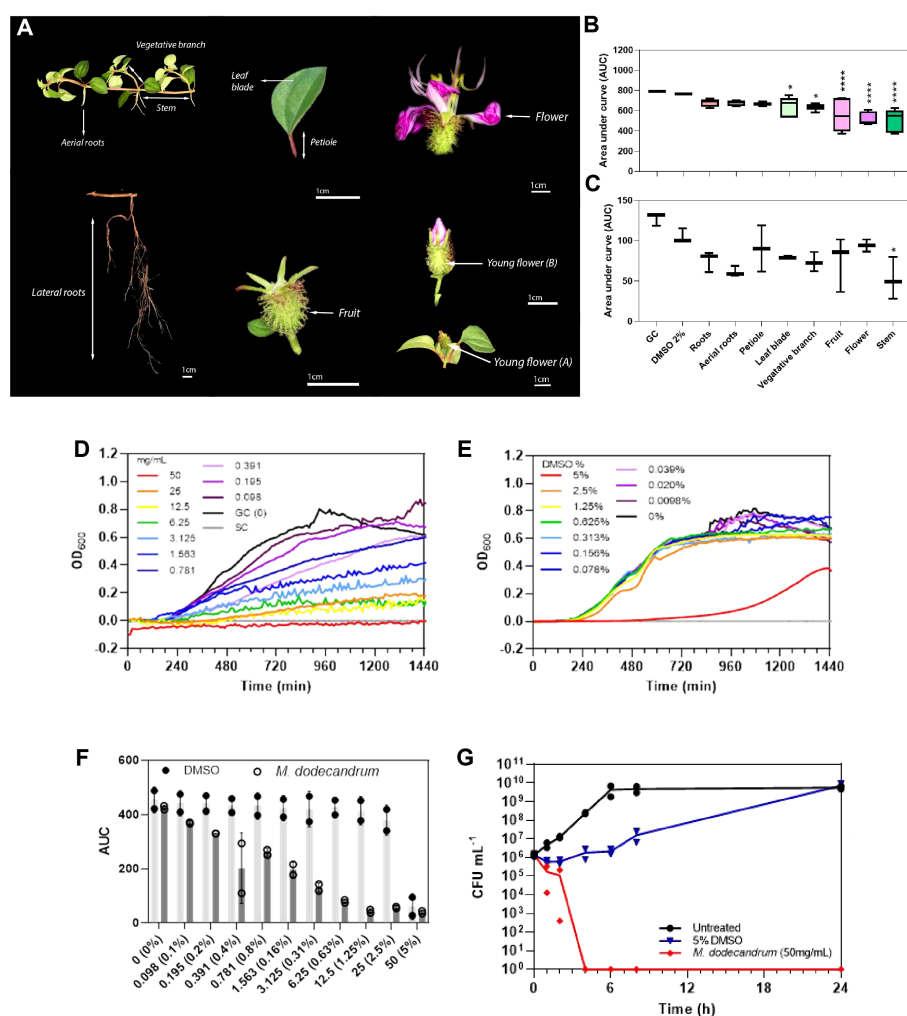 A
Vegetative branch
Stem
Aerial roots
Leaf
blade
Petiole
1cm
Flower
1cm
Lateral roots
1cm
Fruit
1cm
Young flower (B)
1cm
Young flower (A)
1cm
B
Area under curve (AUC)
1200
1000
800
600
400
200
0
*
*
****
****
****
C
Area under curve (AUC)
150
100
50
0
*
GC
DMSO 2%
Roots
Aerial roots
Petiole
Leaf blade
Vegatative branch
Fruit
Flower
Stem
D
mg/mL
50
25
12.5
6.25
3.125
1.563
0.781
0.391
0.195
0.098
GC (0)
SC
OD600
1.2
1.0
0.8
0.6
0.4
0.2
0.0
-0.2
0 240 480 720 960 1200 1440
Time (min)
E
DMSO %
5%
2.5%
1.25%
0.625%
0.313%
0.156%
0.078%
0.039%
0.020%
0.0098%
0%
OD600
1.2
1.0
0.8
0.6
0.4
0.2
0.0
-0.2
0 240 480 720 960 1200 1440
Time (min)
F
DMSO
M. dodecandrum
AUC
600
400
200
0
0 (0%)
0.098 (0.1%)
0.195 (0.2%)
0.391 (0.4%)
0.781 (0.8%)
1.563 (0.16%)
3.125 (0.31%)
6.25 (0.63%)
12.5 (1.25%)
25 (2.5%)
50 (5%)
G
CFU mL-1
10^10
10^9
10^8
10^7
10^6
10^5
10^4
10^3
10^2
10^1
10^0
Untreated
5% DMSO
M. dodecandrum (50mg/mL)
0 6 12 18 24
Time (h)